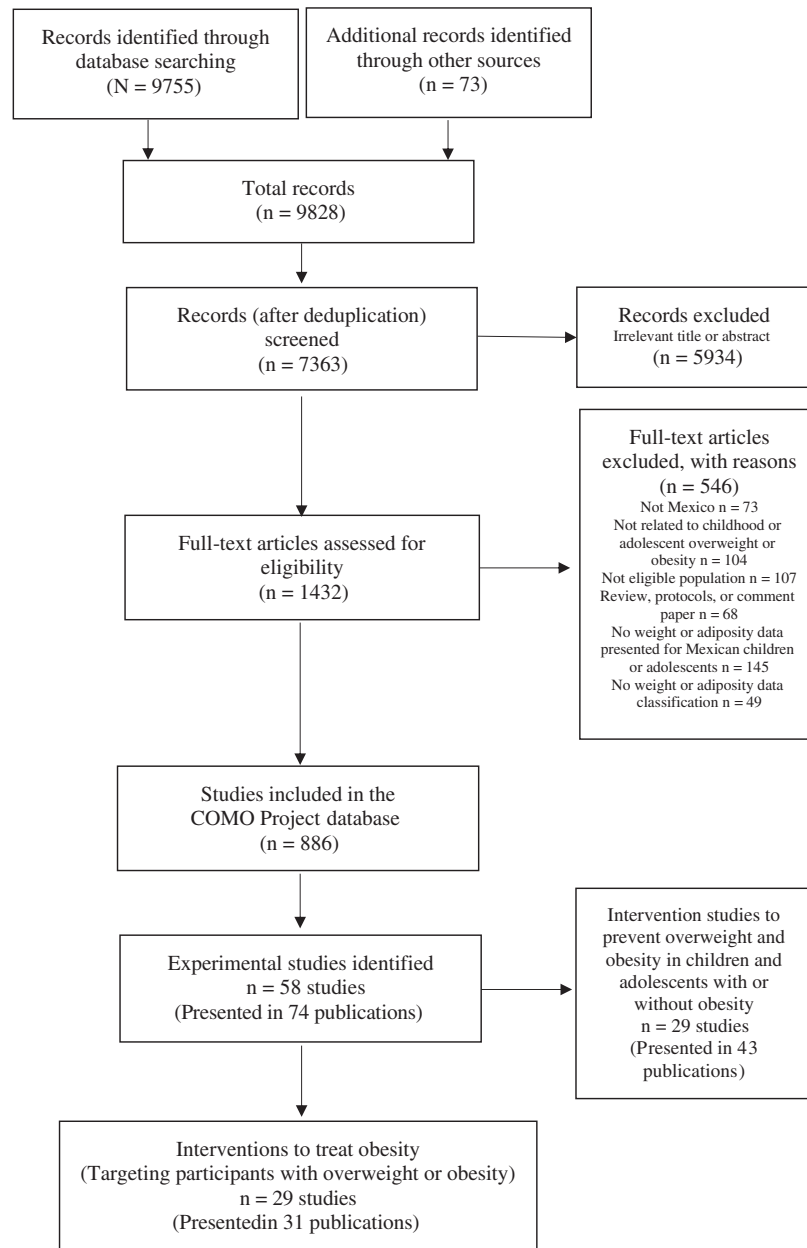 Records identified through
database searching
(N = 9755)
Additional records identified
through other sources
(n = 73)
Total records
(n = 9828)
Records (after deduplication)
screened
(n = 7363)
Records excluded
Irrelevant title or abstract
(n = 5934)
Full-text articles assessed for
eligibility
(n = 1432)
Full-text articles
excluded, with reasons
(n = 546)
Not Mexico n = 73
Not related to childhood or
adolescent overweight or
obesity n = 104
Not eligible population n = 107
Review, protocols, or comment
paper n = 68
No weight or adiposity data
presented for Mexican children
or adolescents n = 145
No weight or adiposity data
classification n = 49
Studies included in the
COMO Project database
(n = 886)
Experimental studies identified
n = 58 studies
(Presented in 74 publications)
Intervention studies to
prevent overweight and
obesity in children and
adolescents with or
without obesity
n = 29 studies
(Presented in 43
publications)
Interventions to treat obesity
(Targeting participants with overweight or obesity)
n = 29 studies
(Presentedin 31 publications)